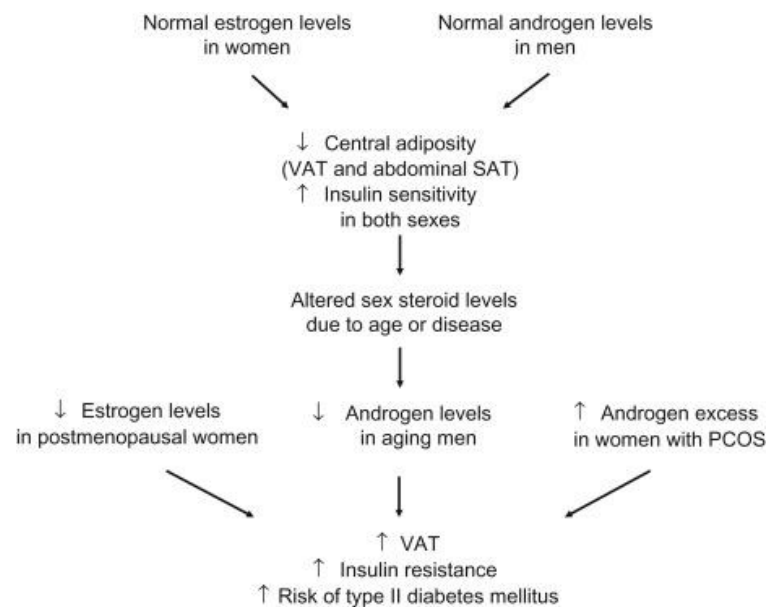 Normal estrogen levels
in women
Normal androgen levels
in men
↓ Central adiposity
(VAT and abdominal SAT)
↑ Insulin sensitivity
in both sexes
Altered sex steroid levels
due to age or disease
↓ Estrogen levels
in postmenopausal women
↓ Androgen levels
in aging men
↑ Androgen excess
in women with PCOS
↑ VAT
↑ Insulin resistance
↑ Risk of type II diabetes mellitus